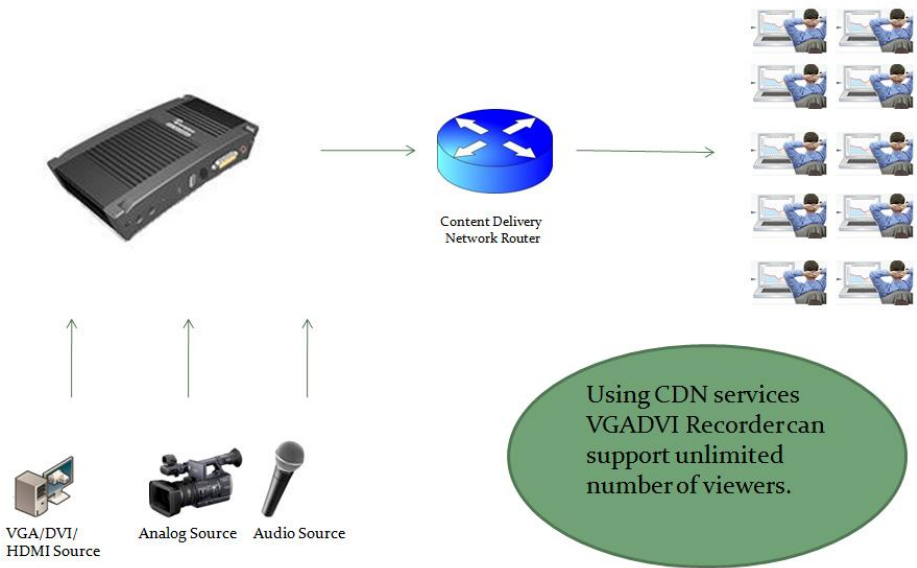 Content Delivery
Network Router
Using CDN services
VGADVI Recorder can
support unlimited
number of viewers.
VGA/DVI/
HDMI Source
Analog Source
Audio Source